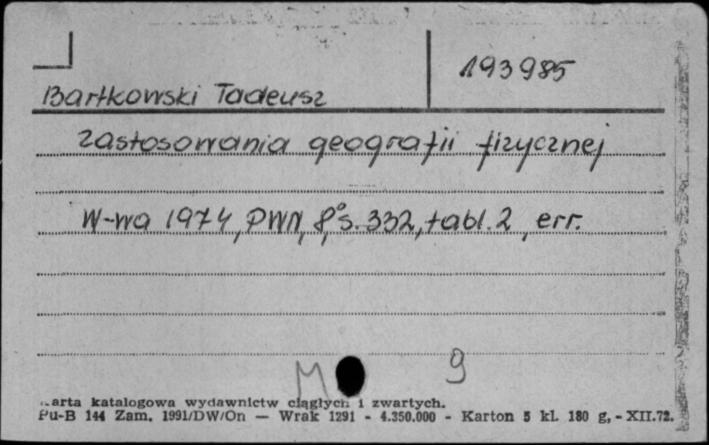 193985
Bartkowski Tadeusz
Zastosowania geografii fizycznej
W-wa 1974, PWN, 8°, s. 332, tabl. 2, err.
M 9
Karta katalogowa wydawnictw ciągłych i zwartych.
Pu-B 144 Zam. 1991/DW/On — Wrak 1291 - 4.350.000 - Karton 5 kl. 180 g, - XII.72.